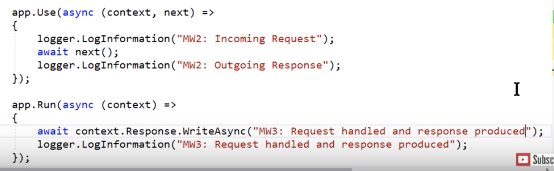 app.Use(async (context, next) =>
{
    logger.LogInformation("MW2: Incoming Request");
    await next();
    logger.LogInformation("MW2: Outgoing Response");
});
app.Run(async (context) =>
{
    await context.Response.WriteAsync("MW3: Request handled and response produced");
    logger.LogInformation("MW3: Request handled and response produced");
});
Subsc